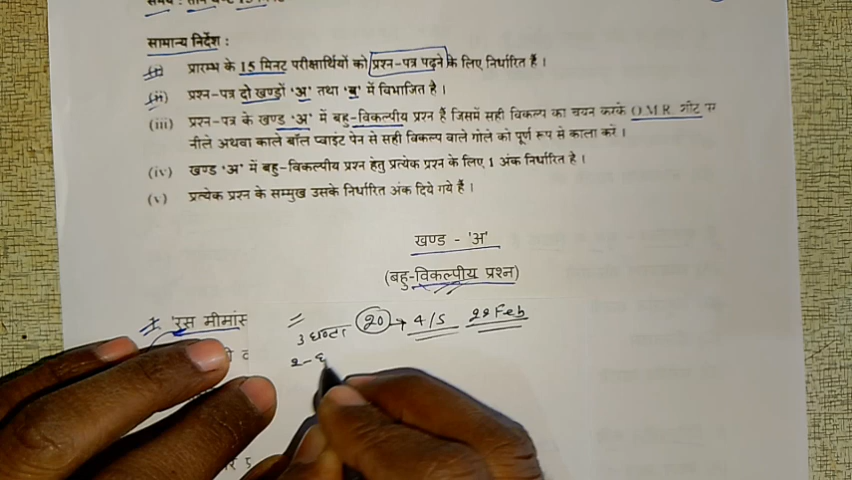 सामान्य निर्देश :
(i) प्रारम्भ के 15 मिनट परीक्षार्थियों को प्रश्न-पत्र पढ़ने के लिए निर्धारित हैं ।
(ii) प्रश्न-पत्र दो खण्डों 'अ' तथा 'ब' में विभाजित है ।
(iii) प्रश्न-पत्र के खण्ड 'अ' में बहु-विकल्पीय प्रश्न हैं जिसमें सही विकल्प का चयन करके O.M.R. शीट पर
नीले अथवा काले बॉल प्वाइंट पेन से सही विकल्प वाले गोले को पूर्ण रूप से काला करें ।
(iv) खण्ड 'अ' में बहु-विकल्पीय प्रश्न हेतु प्रत्येक प्रश्न के लिए 1 अंक निर्धारित है ।
(v) प्रत्येक प्रश्न के सम्मुख उसके निर्धारित अंक दिये गये हैं ।
खण्ड - 'अ'
(बहु-विकल्पीय प्रश्न)
'रस मीमांस
3 घण्टा 20 → 4/5 22 Feb